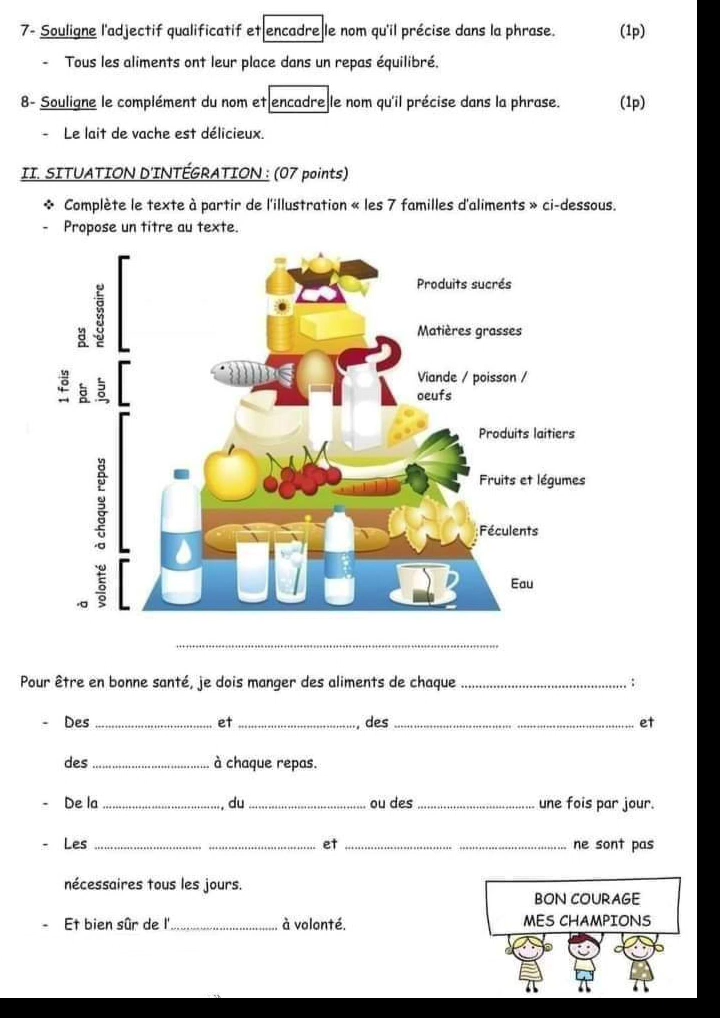 7- Souligne l'adjectif qualificatif et encadre le nom qu'il précise dans la phrase. (1p)
- Tous les aliments ont leur place dans un repas équilibré.
8- Souligne le complément du nom et encadre le nom qu'il précise dans la phrase. (1p)
- Le lait de vache est délicieux.
II. SITUATION D'INTÉGRATION : (07 points)
❖ Complète le texte à partir de l'illustration « les 7 familles d'aliments » ci-dessous.
- Propose un titre au texte.
pas nécessaire
Produits sucrés
Matières grasses
1 fois par jour
Viande / poisson /
oeufs
à chaque repas
Produits laitiers
Fruits et légumes
Féculents
à volonté
Eau
................................................
Pour être en bonne santé, je dois manger des aliments de chaque ........................ :
- Des ................ et ................, des ................ ................ et
des ................ à chaque repas.
- De la ................, du ................ ou des ................ une fois par jour.
- Les ................ ................ et ................ ................ ne sont pas
nécessaires tous les jours.
- Et bien sûr de l'................ à volonté.
BON COURAGE
MES CHAMPIONS